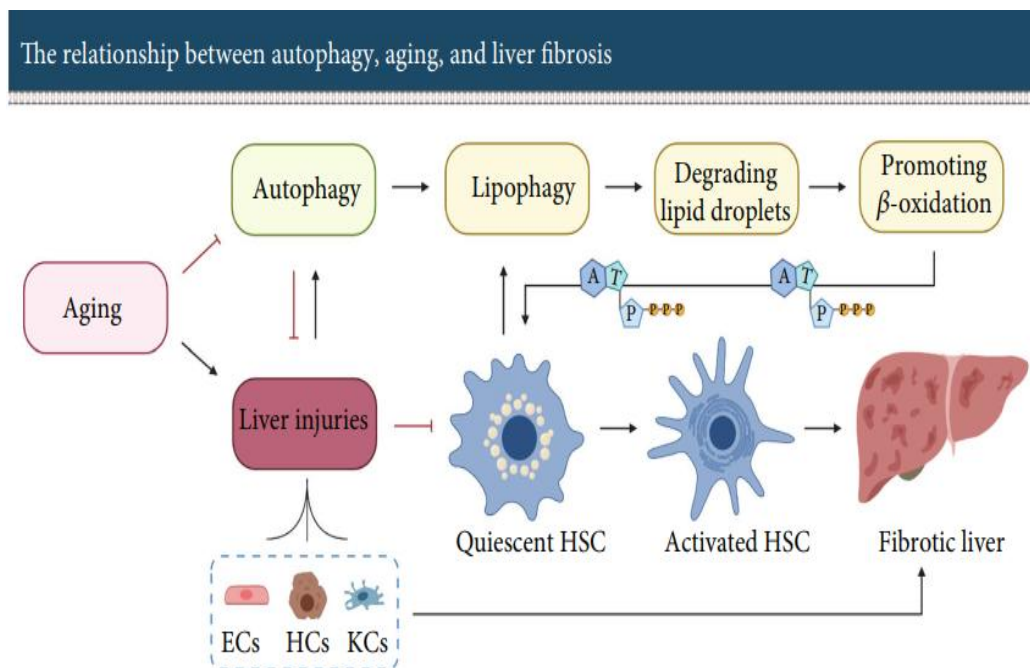 The relationship between autophagy, aging, and liver fibrosis
Autophagy
Lipophagy
Degrading
lipid droplets
Promoting
β-oxidation
Aging
A T
P P P P
A T
P P P P
Liver injuries
Quiescent HSC
Activated HSC
Fibrotic liver
ECs
HCs
KCs